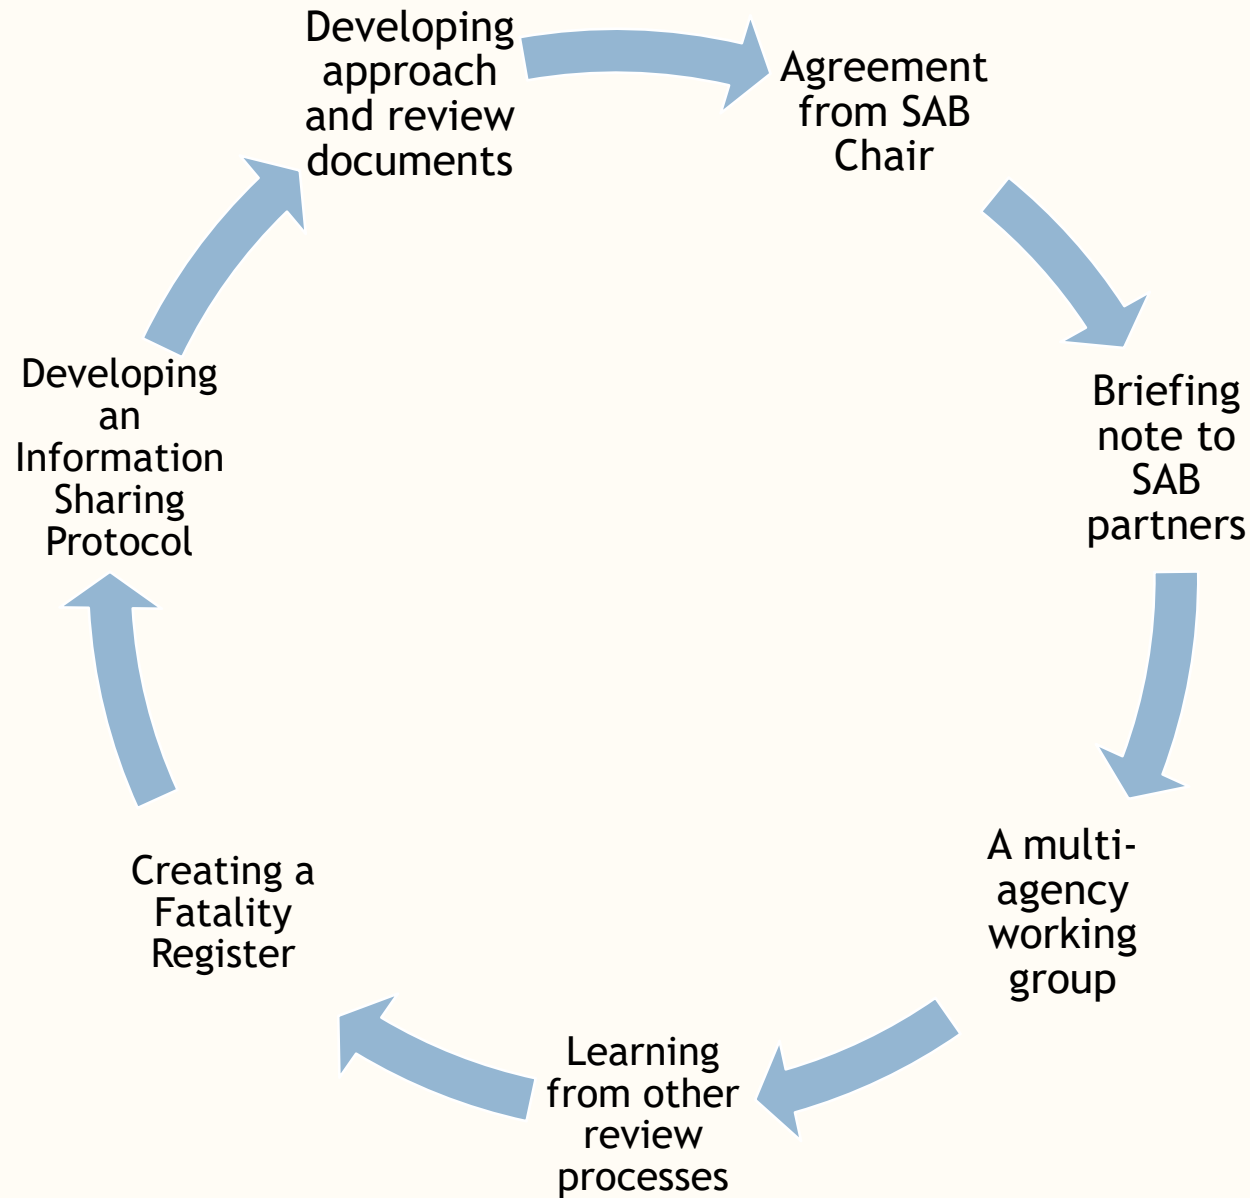 Developing
approach
and review
documents
Agreement
from SAB
Chair
Briefing
note to
SAB
partners
A multi-
agency
working
group
Learning
from other
review
processes
Creating a
Fatality
Register
Developing
an
Information
Sharing
Protocol